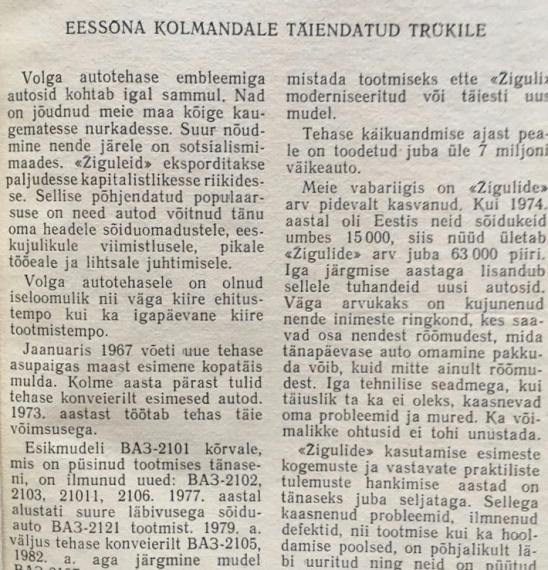 EESSÕNA KOLMANDALE TÄIENDATUD TRÜKILE
Volga autotehase embleemiga
autosid kohtab igal sammul. Nad
on jõudnud meie maa kõige kau-
gematesse nurkadesse. Suur nõud-
mine nende järele on sotsialismi-
maades. «Žiguleid» eksporditakse
paljudesse kapitalistlikesse riikides-
se. Sellise põhjendatud populaar-
suse on need autod võitnud tänu
oma headele sõiduomadustele, ees-
kujulikule viimistlusele, pikale
tööeale ja lihtsale juhtimisele.
Volga autotehasele on olnud
iseloomulik nii väga kiire ehitus-
tempo kui ka igapäevane kiire
tootmistempo.
Jaanuaris 1967 võeti uue tehase
asupaigas maast esimene kopatäis
mulda. Kolme aasta pärast tulid
tehase konveierilt esimesed autod.
1973. aastast töötab tehas täie
võimsusega.
Esikmudeli ВАЗ-2101 kõrvale,
mis on püsinud tootmises tänase-
ni, on ilmunud uued: ВАЗ-2102,
2103, 21011, 2106. 1977. aastal
alustati suure läbivusega sõidu-
auto ВАЗ-2121 tootmist. 1979. a.
väljus tehase konveierilt ВАЗ-2105,
1982. a. aga järgmine mudel
mistada tootmiseks ette «Žiguli»
moderniseeritud või täiesti uus
mudel.
Tehase käikuandmise ajast pea-
le on toodetud juba üle 7 miljoni
väikeauto.
Meie vabariigis on «Žigulide»
arv pidevalt kasvanud. Kui 1974.
aastal oli Eestis neid sõidukeid
umbes 15 000, siis nüüd ületab
«Žigulide» arv juba 63 000 piiri.
Iga järgmise aastaga lisandub
sellele tuhandeid uusi autosid.
Väga arvukaks on kujunenud
nende inimeste ringkond, kes saa-
vad osa nendest rõõmudest, mida
tänapäevase auto omamine pakku-
da võib, kuid mitte ainult rõõmu-
dest. Iga tehnilise seadmega, kui
täiuslik ta ka ei oleks, kaasnevad
oma probleemid ja mured. Ka või-
malikke ohtusid ei tohi unustada.
«Žigulide» kasutamise esimeste
kogemuste ja vastavate praktiliste
tulemuste hankimise aastad on
tänaseks juba seljataga. Sellega
kaasnenud probleemid, ilmnenud
defektid, nii tootmise kui ka hool-
damise poolsed, on põhjalikult lä-
bi uuritud ning neid on püütud